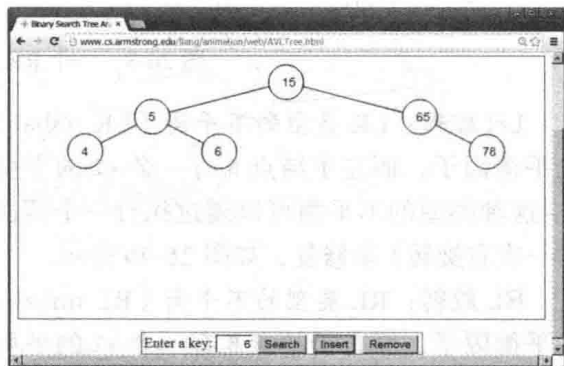 Binary Search Tree An
www.cs.armstrong.edu/liang/animation/web/AVLTree.html
15
5 65
4 6 78
Enter a key: 6 Search Insert Remove